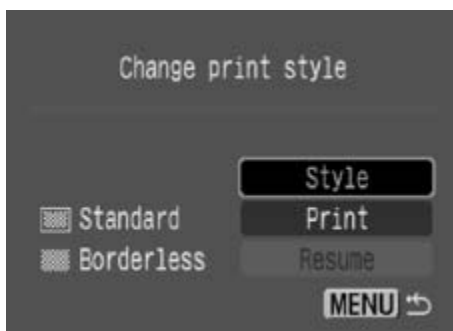 Change print style
Style
Standard Print
Borderless Resume
MENU